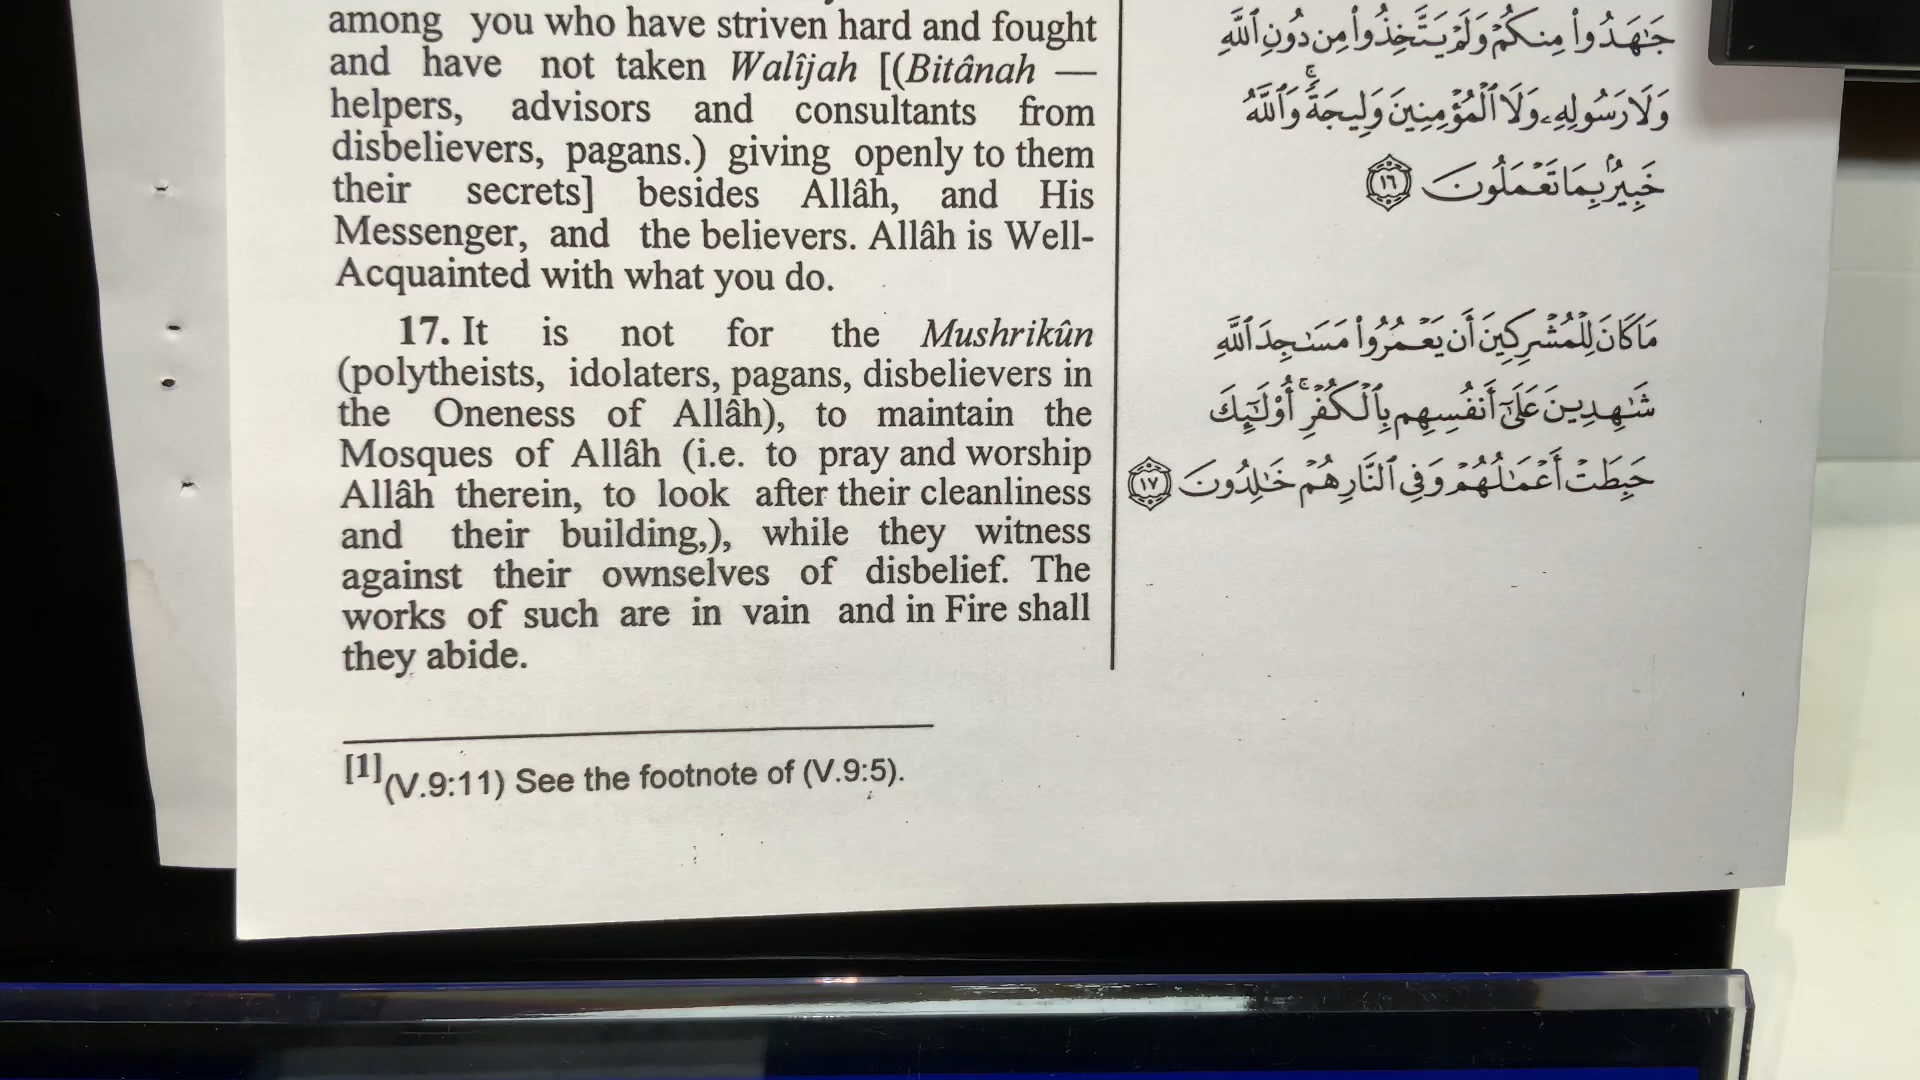 among you who have striven hard and fought
and have not taken Walîjah [(Bitânah —
helpers, advisors and consultants from
disbelievers, pagans.) giving openly to them
their secrets] besides Allâh, and His
Messenger, and the believers. Allâh is Well-
Acquainted with what you do.
17. It is not for the Mushrikûn
(polytheists, idolaters, pagans, disbelievers in
the Oneness of Allâh), to maintain the
Mosques of Allâh (i.e. to pray and worship
Allâh therein, to look after their cleanliness
and their building,), while they witness
against their ownselves of disbelief. The
works of such are in vain and in Fire shall
they abide.
جَٰهَدُوا۟ مِنكُمْ وَلَمْ يَتَّخِذُوا۟ مِن دُونِ ٱللَّهِ
وَلَا رَسُولِهِۦ وَلَا ٱلْمُؤْمِنِينَ وَلِيجَةً ۚ وَٱللَّهُ
خَبِيرٌۢ بِمَا تَعْمَلُونَ ١٦
مَا كَانَ لِلْمُشْرِكِينَ أَن يَعْمُرُوا۟ مَسَٰجِدَ ٱللَّهِ
شَٰهِدِينَ عَلَىٰٓ أَنفُسِهِم بِٱلْكُفْرِ ۚ أُو۟لَٰٓئِكَ
حَبِطَتْ أَعْمَٰلُهُمْ وَفِى ٱلنَّارِ هُمْ خَٰلِدُونَ ١٧
[1] (V.9:11) See the footnote of (V.9:5).